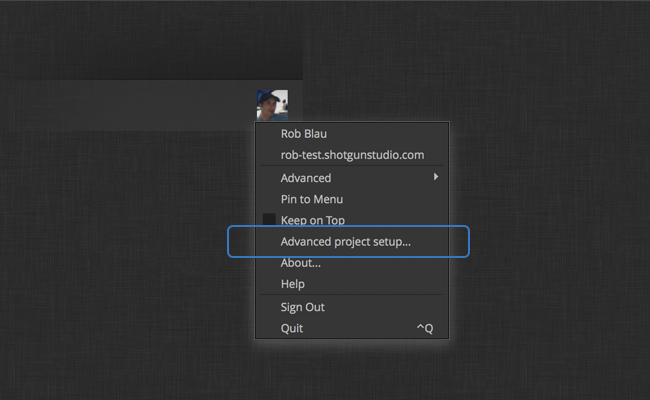 Rob Blau
rob-test.shotgunstudio.com
Advanced
Pin to Menu
Keep on Top
Advanced project setup...
About...
Help
Sign Out
Quit ^Q